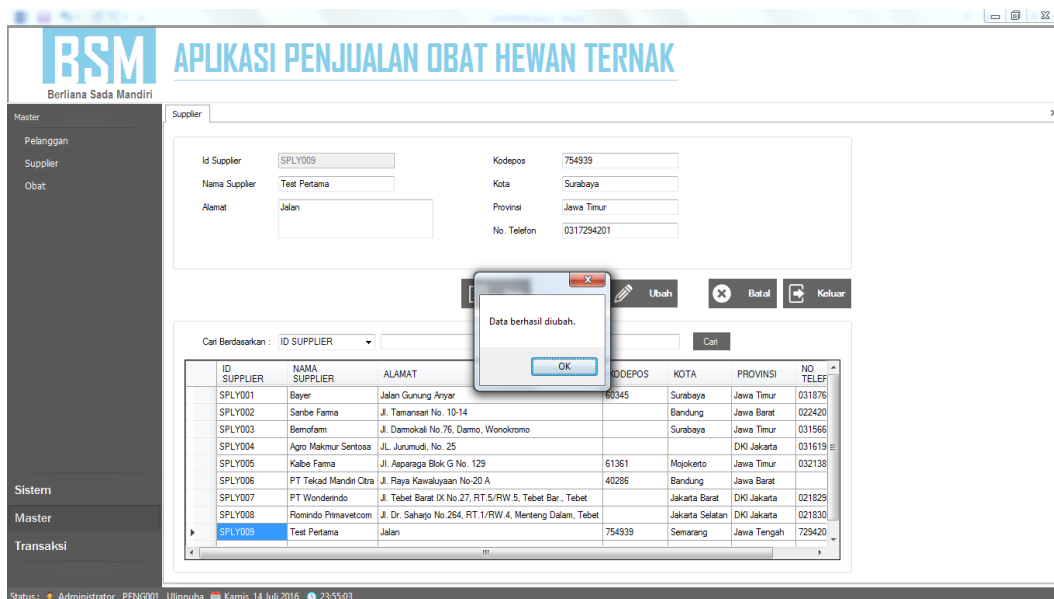 BSM
Berliana Sada Mandiri
APLIKASI PENJUALAN OBAT HEWAN TERNAK
Master
Pelanggan
Supplier
Obat
Sistem
Master
Transaksi
Supplier
Id Supplier SPLY009 Kodepos 754939
Nama Supplier Test Pertama Kota Surabaya
Alamat Jalan Provinsi Jawa Timur
No. Telefon 0317294201
Ubah Batal Keluar
Data berhasil diubah.
OK
Cari Berdasarkan : ID SUPPLIER Cari
ID SUPPLIER NAMA SUPPLIER ALAMAT KODEPOS KOTA PROVINSI NO TELEF
SPLY001 Bayer Jalan Gunung Anyar 60345 Surabaya Jawa Timur 031876
SPLY002 Sanbe Farma Jl. Tamansari No. 10-14 Bandung Jawa Barat 022420
SPLY003 Bernofarm Jl. Darmokali No.76, Darmo, Wonokromo Surabaya Jawa Timur 031566
SPLY004 Agro Makmur Sentosa JL. Jurumudi, No. 25 DKI Jakarta 031619
SPLY005 Kalbe Farma Jl. Asparaga Blok G No. 129 61361 Mojokerto Jawa Timur 032138
SPLY006 PT Tekad Mandiri Citra Jl. Raya Kawaluyaan No-20 A 40286 Bandung Jawa Barat
SPLY007 PT Wonderindo Jl. Tebet Barat IX No.27, RT.5/RW.5, Tebet Bar., Tebet Jakarta Barat DKI Jakarta 021829
SPLY008 Romindo Primavetcom Jl. Dr. Saharjo No.264, RT.1/RW.4, Menteng Dalam, Tebet Jakarta Selatan DKI Jakarta 021830
SPLY009 Test Pertama Jalan 754939 Semarang Jawa Tengah 729420
Status : Administrator PENG001 Ulinnuha Kamis 14 Juli 2016 23:55:03